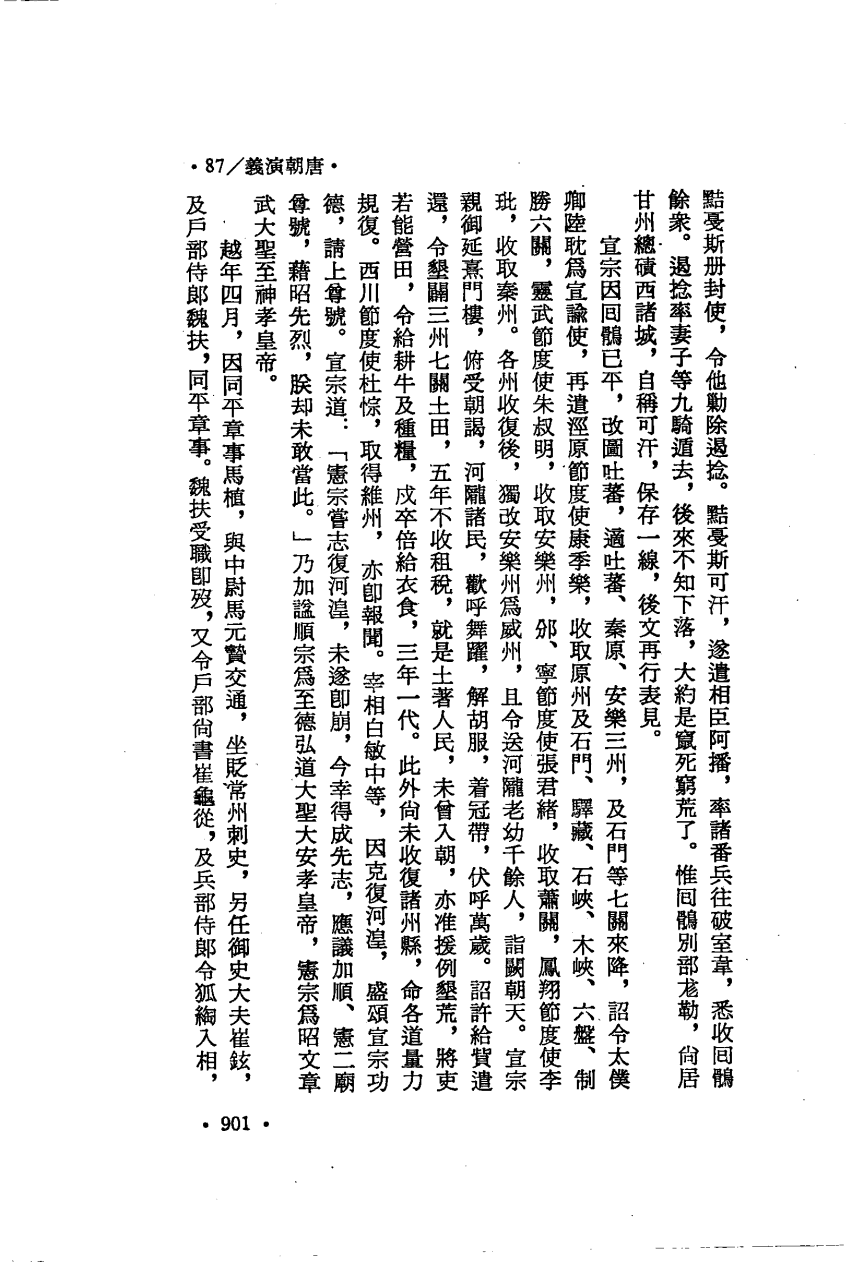 ·唐朝演義／87·
黠戛斯册封使，令他勦除遏捻。黠戛斯可汗，遂遣相臣阿播，率諸番兵往破室韋，悉收回鶻
餘衆。遏捻率妻子等九騎遁去，後來不知下落，大約是竄死窮荒了。惟回鶻別部尨勒，尙居
甘州總磧西諸城，自稱可汗，保存一線，後文再行表見。
宣宗因回鶻已平，改圖吐蕃，適吐蕃、秦原、安樂三州，及石門等七關來降，詔令太僕
卿陸耽爲宣諭使，再遣涇原節度使康季樂，收取原州及石門、驛藏、石峽、木峽、六盤、制
勝六關，靈武節度使朱叔明，收取安樂州，邠、寧節度使張君緒，收取蕭關，鳳翔節度使李
玭，收取秦州。各州收復後，獨改安樂州爲威州，且令送河隴老幼千餘人，詣闕朝天。宣宗
親御延熹門樓，俯受朝謁，河隴諸民，歡呼舞躍，解胡服，着冠帶，伏呼萬歲。詔許給貲遣
還，令墾闢三州七關土田，五年不收租稅，就是土著人民，未曾入朝，亦准援例墾荒，將吏
若能營田，令給耕牛及種糧，戍卒倍給衣食，三年一代。此外尙未收復諸州縣，命各道量力
規復。西川節度使杜悰，取得維州，亦卽報聞。宰相白敏中等，因克復河湟，盛頌宣宗功
德，請上尊號。宣宗道：「憲宗嘗志復河湟，未遂卽崩，今幸得成先志，應議加順、憲二廟
尊號，藉昭先烈，朕却未敢當此。」乃加諡順宗爲至德弘道大聖大安孝皇帝，憲宗爲昭文章
武大聖至神孝皇帝。
越年四月，因同平章事馬植，與中尉馬元贄交通，坐貶常州刺史，另任御史大夫崔鉉，
及戶部侍郞魏扶，同平章事。魏扶受職卽歿，又令戶部尙書崔龜從，及兵部侍郞令狐綯入相，
·901·